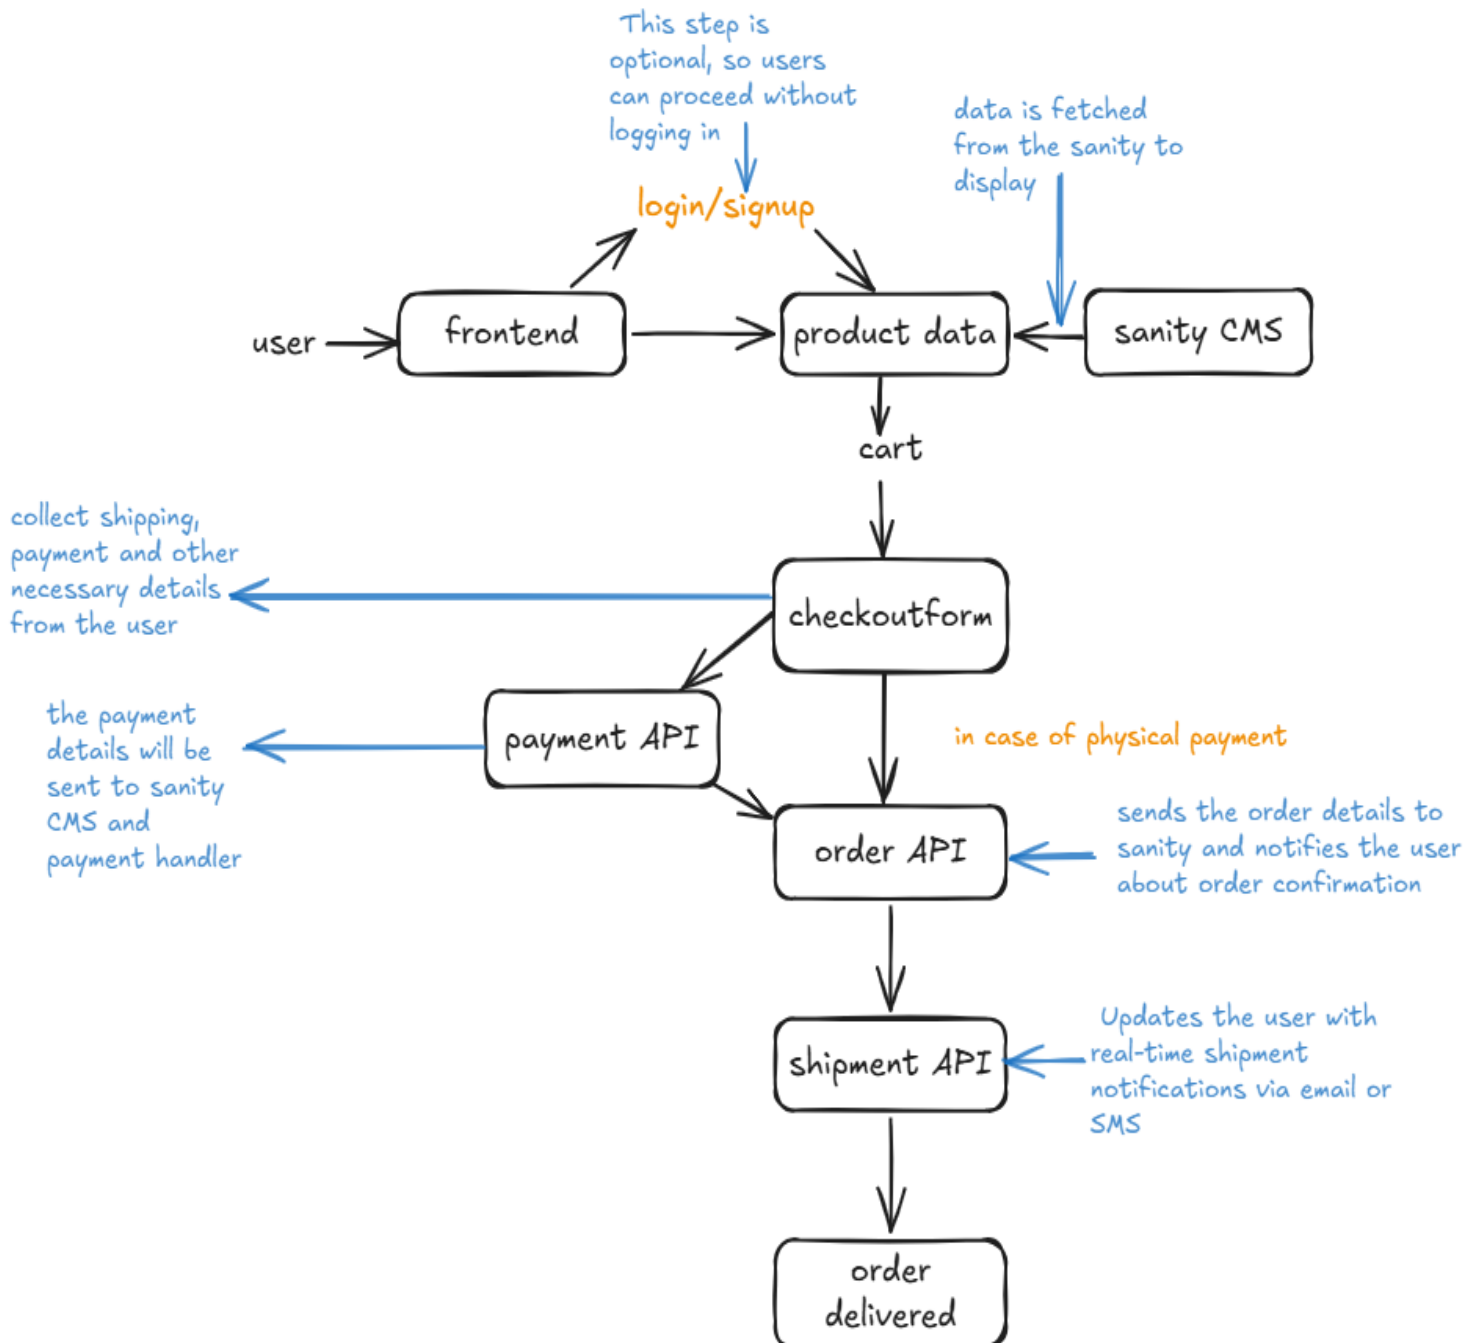 This step is
optional, so users
can proceed without
logging in
data is fetched
from the sanity to
display
login/signup
user
frontend
product data
sanity CMS
cart
collect shipping,
payment and other
necessary details
from the user
checkoutform
the payment
details will be
sent to sanity
CMS and
payment handler
payment API
in case of physical payment
order API
sends the order details to
sanity and notifies the user
about order confirmation
shipment API
Updates the user with
real-time shipment
notifications via email or
SMS
order
delivered